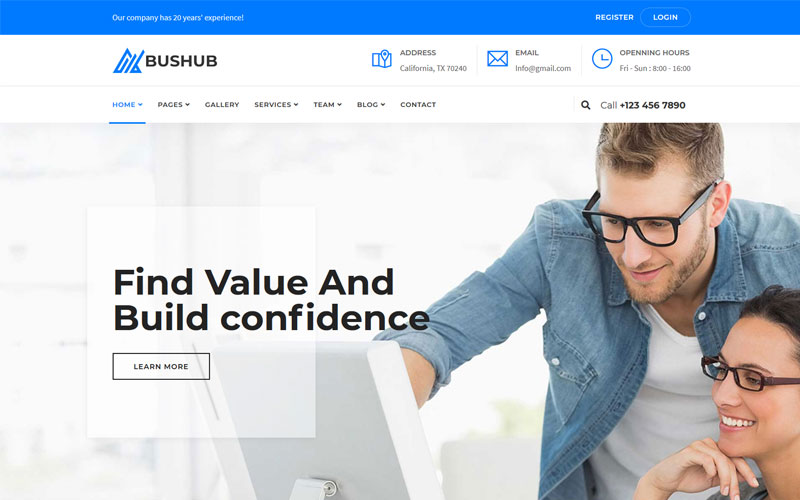 Our company has 20 years' experience!
REGISTER
LOGIN
BUSHUB
ADDRESS
California, TX 70240
EMAIL
Info@gmail.com
OPENNING HOURS
Fri - Sun : 8:00 - 16:00
HOME
PAGES
GALLERY
SERVICES
TEAM
BLOG
CONTACT
Call +123 456 7890
Find Value And
Build confidence
LEARN MORE